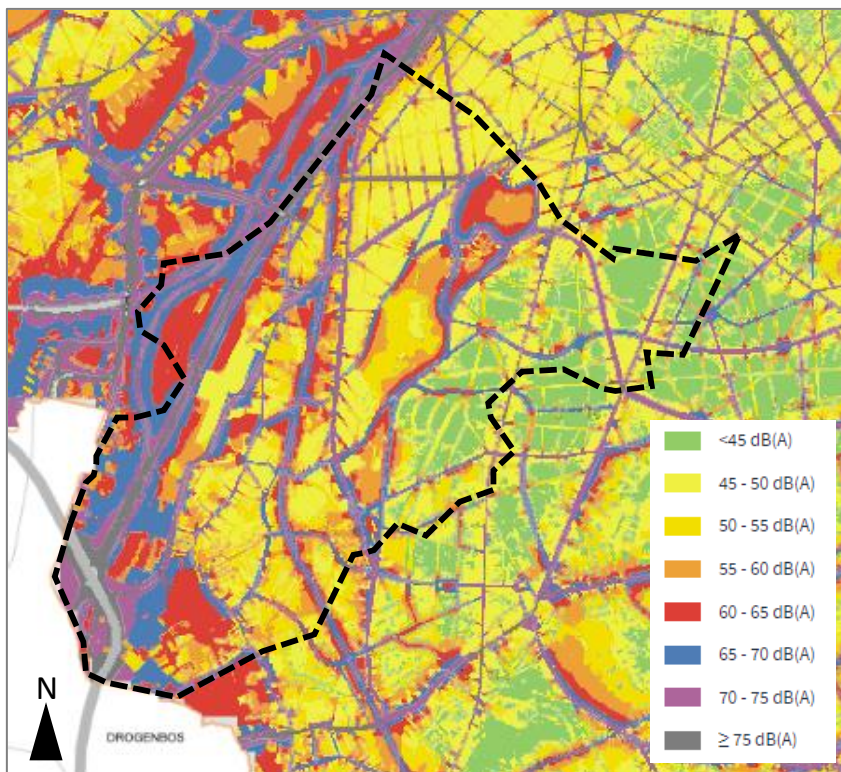 <45 dB(A)
45 - 50 dB(A)
50 - 55 dB(A)
55 - 60 dB(A)
60 - 65 dB(A)
65 - 70 dB(A)
70 - 75 dB(A)
≥ 75 dB(A)
N
DROGENBOS